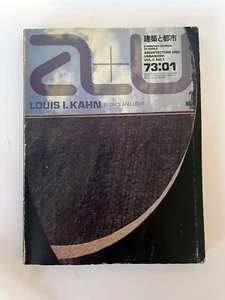 a+u
建築と都市
ARCHITECTURE AND
URBANISM
VOL.3 NO.1
73:01
LOUIS I. KAHN SILENCE AND LIGHT